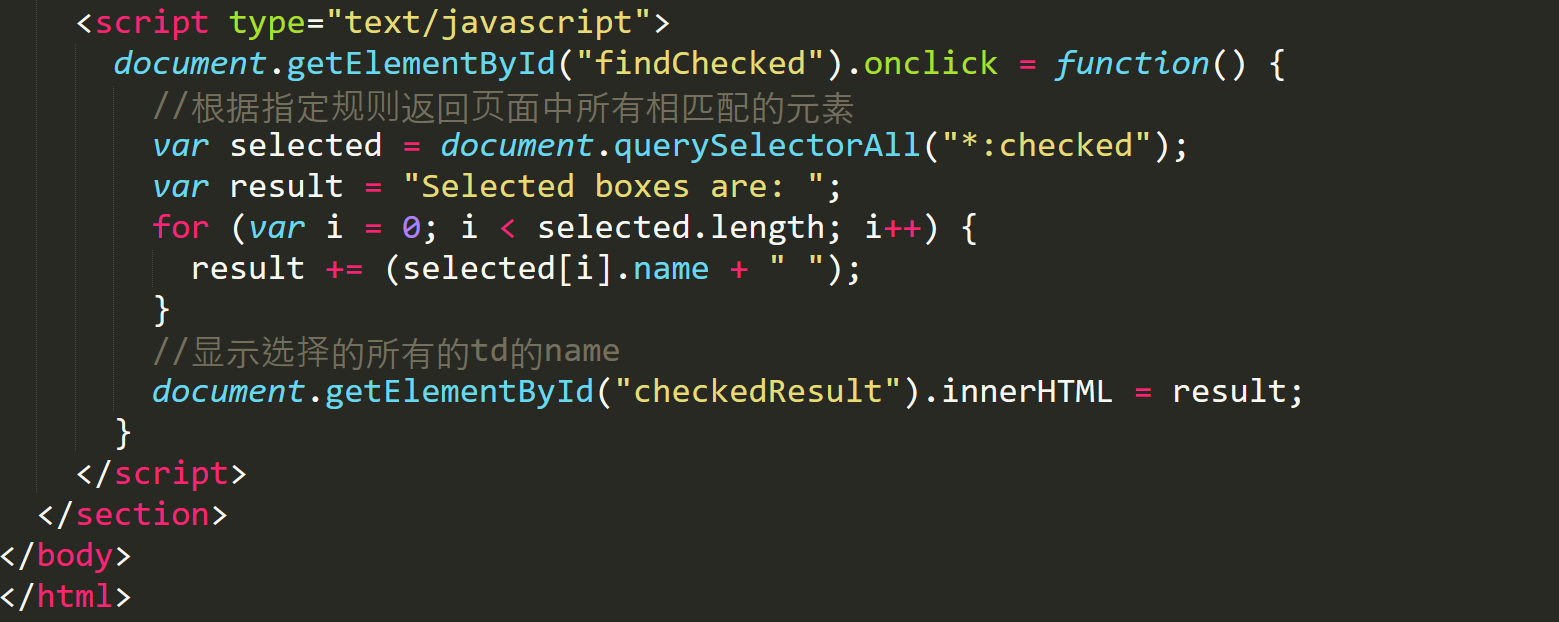 <script type="text/javascript">
document.getElementById("findChecked").onclick = function() {
//根据指定规则返回页面中所有相匹配的元素
var selected = document.querySelectorAll("*:checked");
var result = "Selected boxes are: ";
for (var i = 0; i < selected.length; i++) {
result += (selected[i].name + " ");
}
//显示选择的所有的td的name
document.getElementById("checkedResult").innerHTML = result;
}
</script>
</section>
</body>
</html>